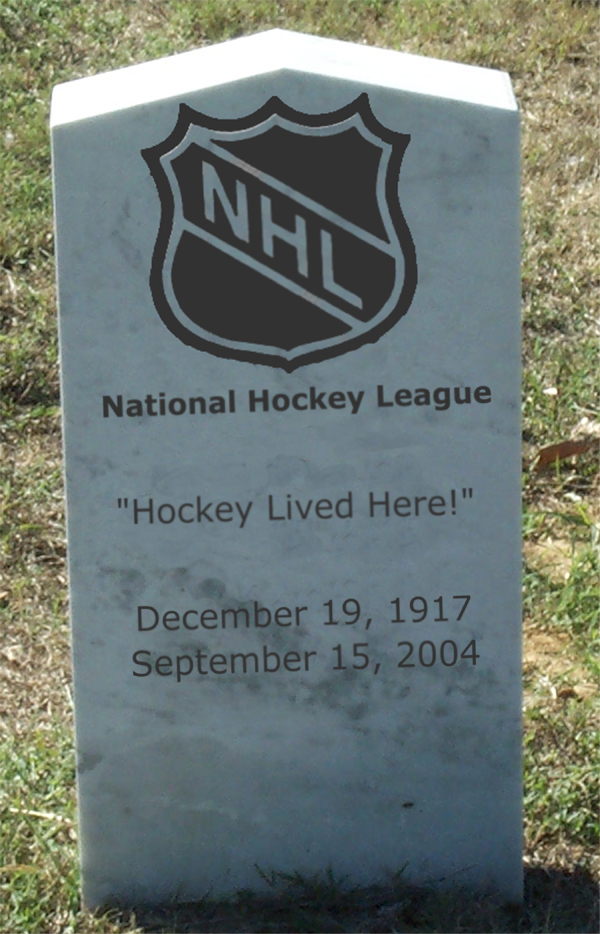 NHL
National Hockey League
"Hockey Lived Here!"
December 19, 1917
September 15, 2004